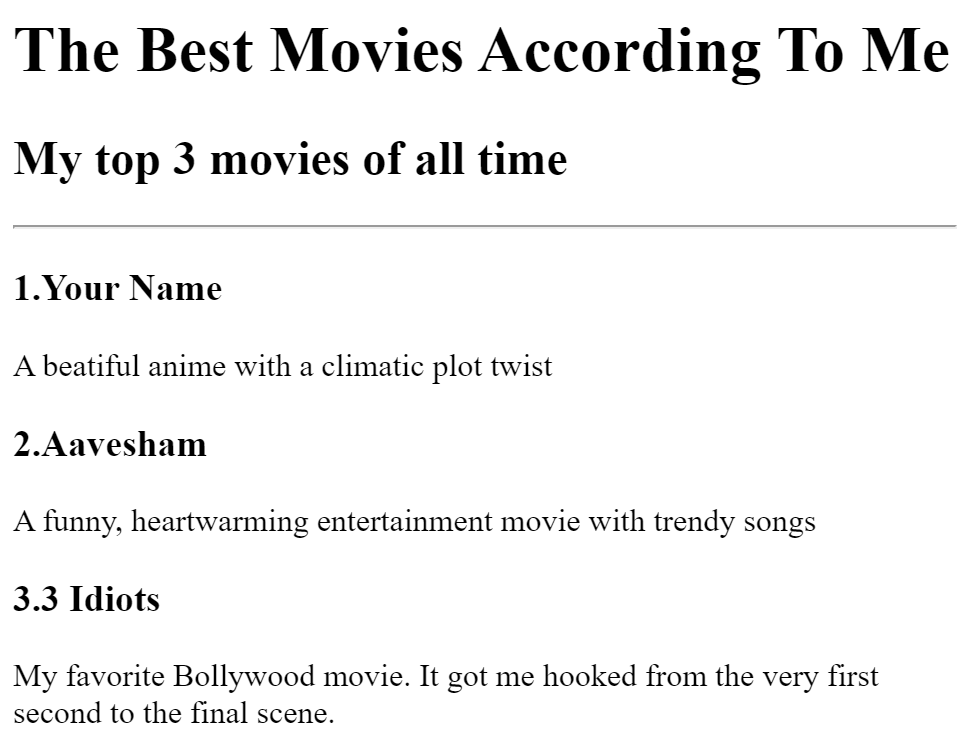 The Best Movies According To Me
My top 3 movies of all time
1.Your Name
A beatiful anime with a climatic plot twist
2.Aavesham
A funny, heartwarming entertainment movie with trendy songs
3.3 Idiots
My favorite Bollywood movie. It got me hooked from the very first
second to the final scene.